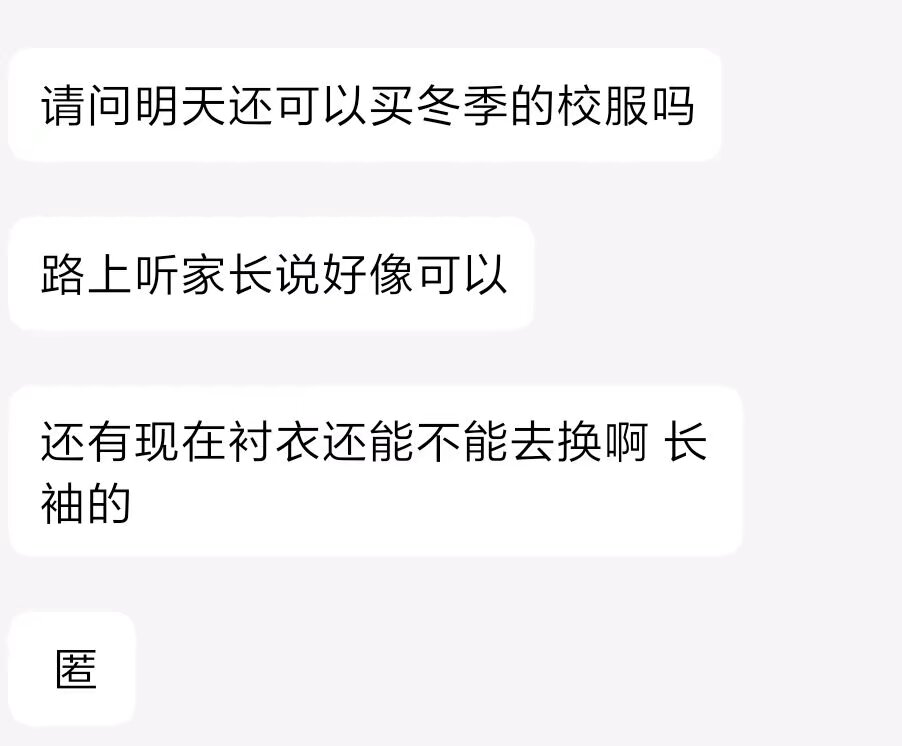 请问明天还可以买冬季的校服吗
路上听家长说好像可以
还有现在衬衣还能不能去换啊 长
袖的
匿